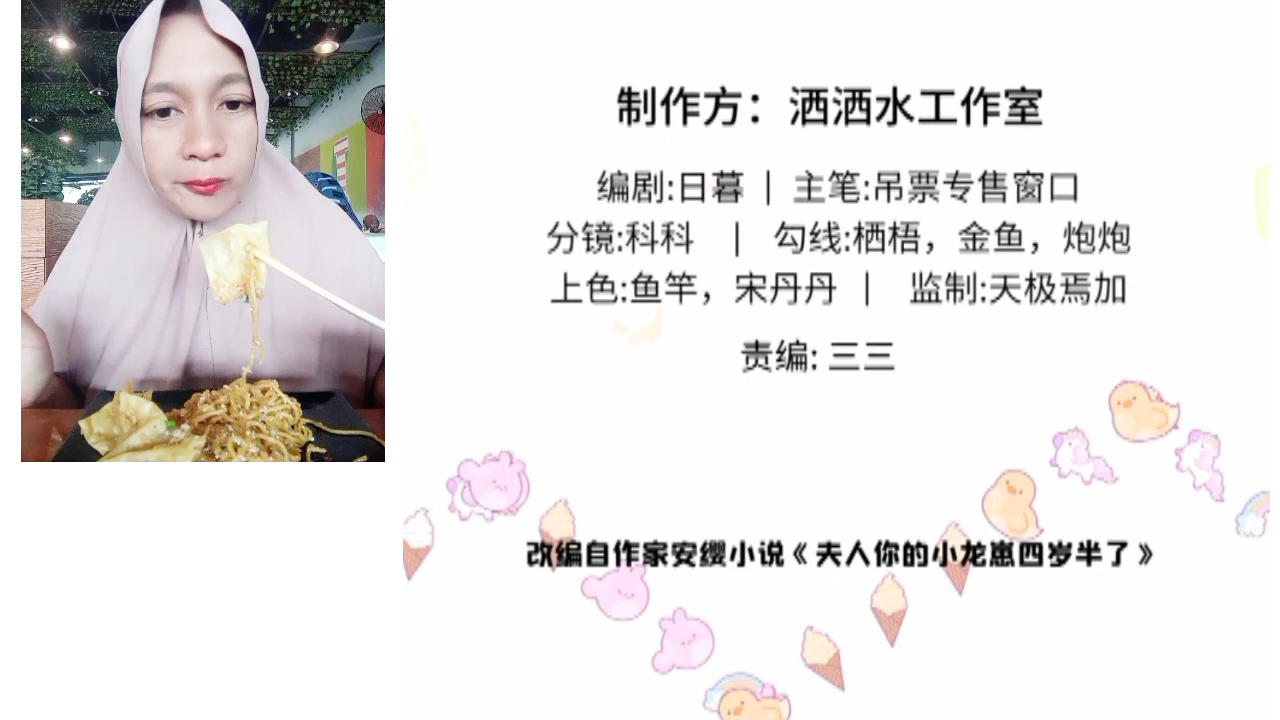 制作方：洒洒水工作室
编剧:日暮 | 主笔:吊票专售窗口
分镜:科科 | 勾线:栖梧，金鱼，炮炮
上色:鱼竿，宋丹丹 | 监制:天极焉加
责编: 三三
改编自作家安缨小说《夫人你的小龙崽四岁半了》